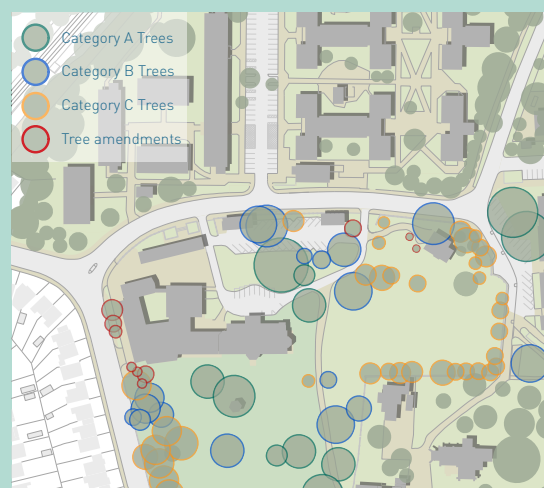 Category A Trees
Category B Trees
Category C Trees
Tree amendments